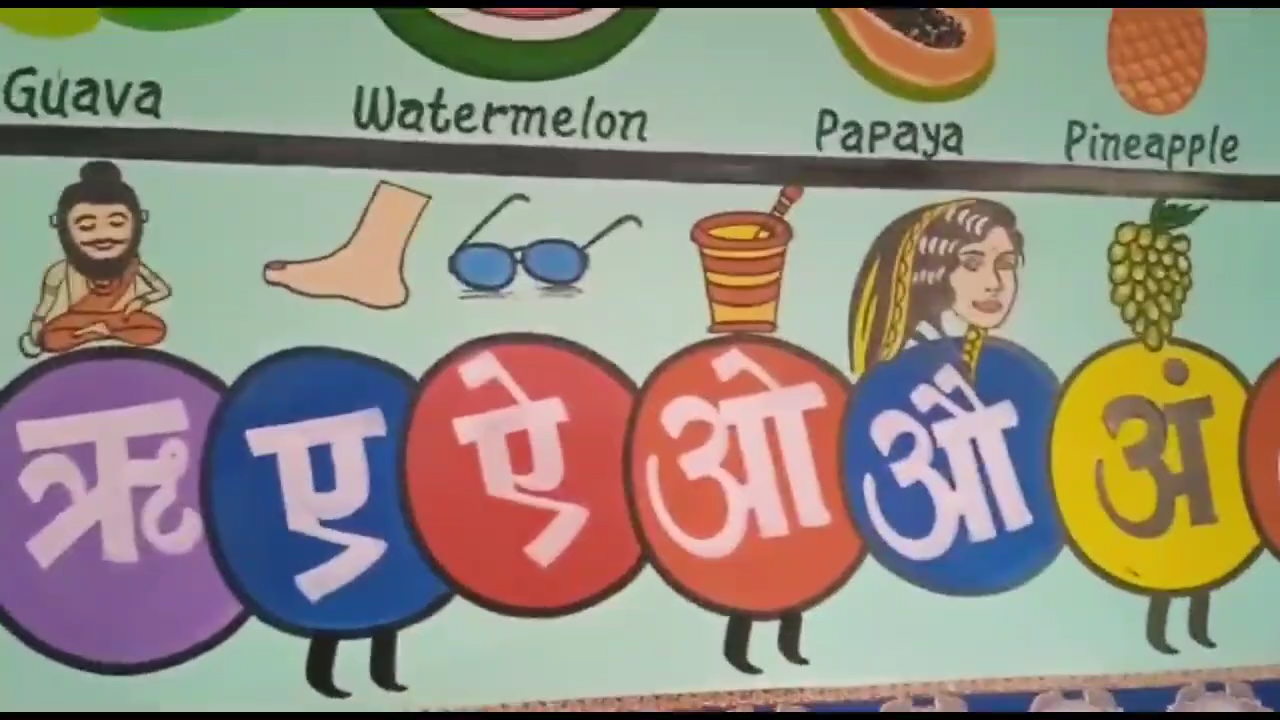 Guava Watermelon Papaya Pineapple
ऋ ए ऐ ओ औ अं